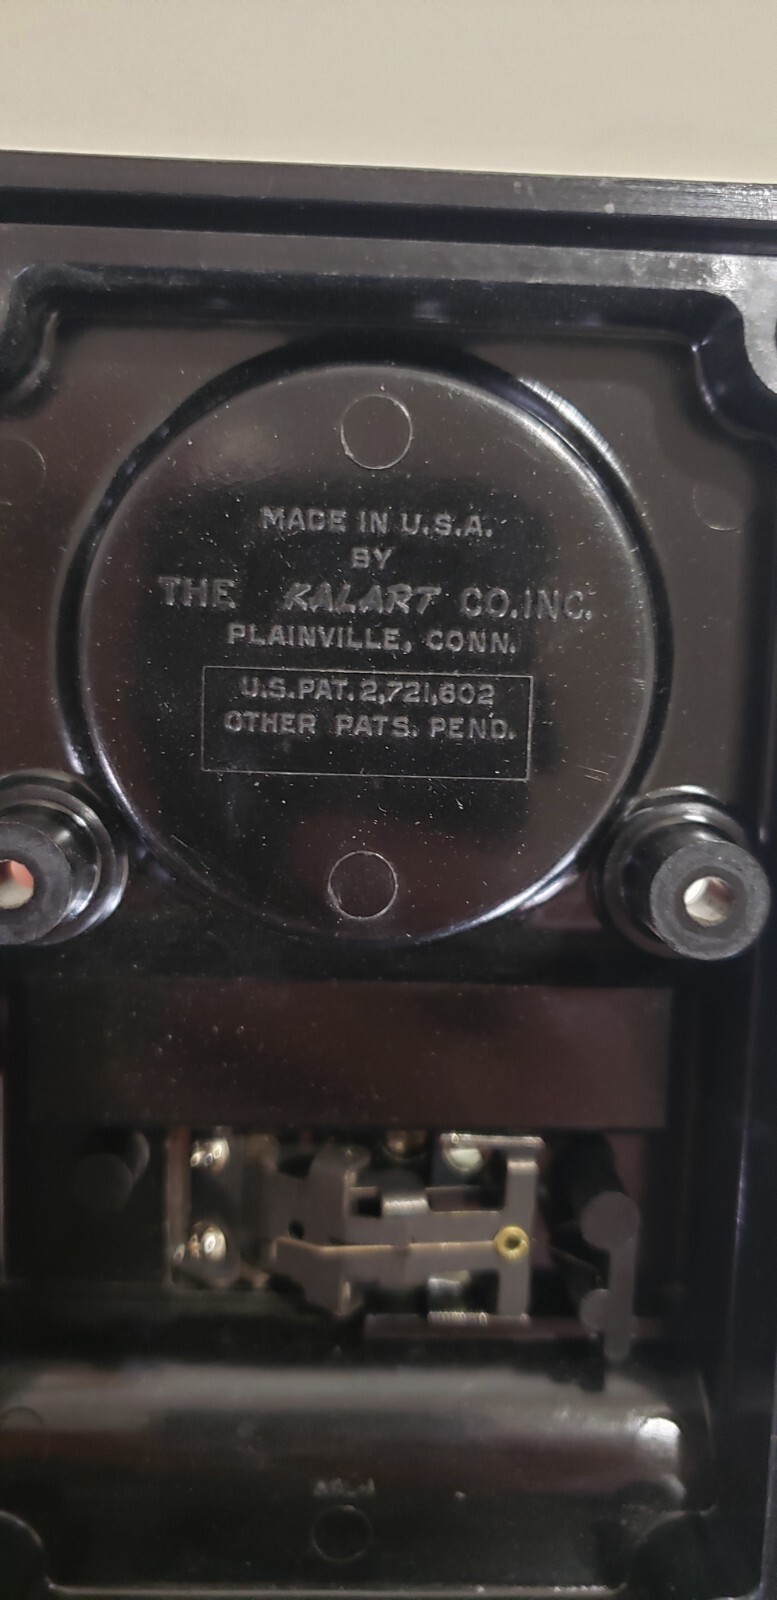 MADE IN U.S.A.
BY
THE KALART CO. INC.
PLAINVILLE, CONN.
U.S. PAT. 2,721,602
OTHER PATS. PEND.